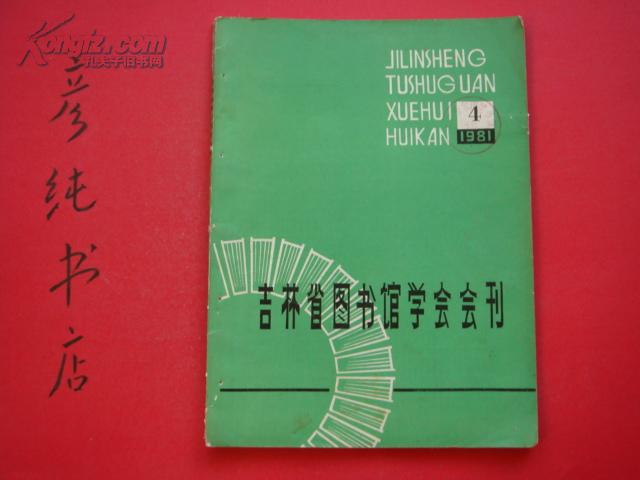 Kongfz.com
孔夫子旧书网
彦纯书店
JILINSHENG
TUSHUGUAN
XUEHUI
HUIKAN
4
1981
吉林省图书馆学会会刊